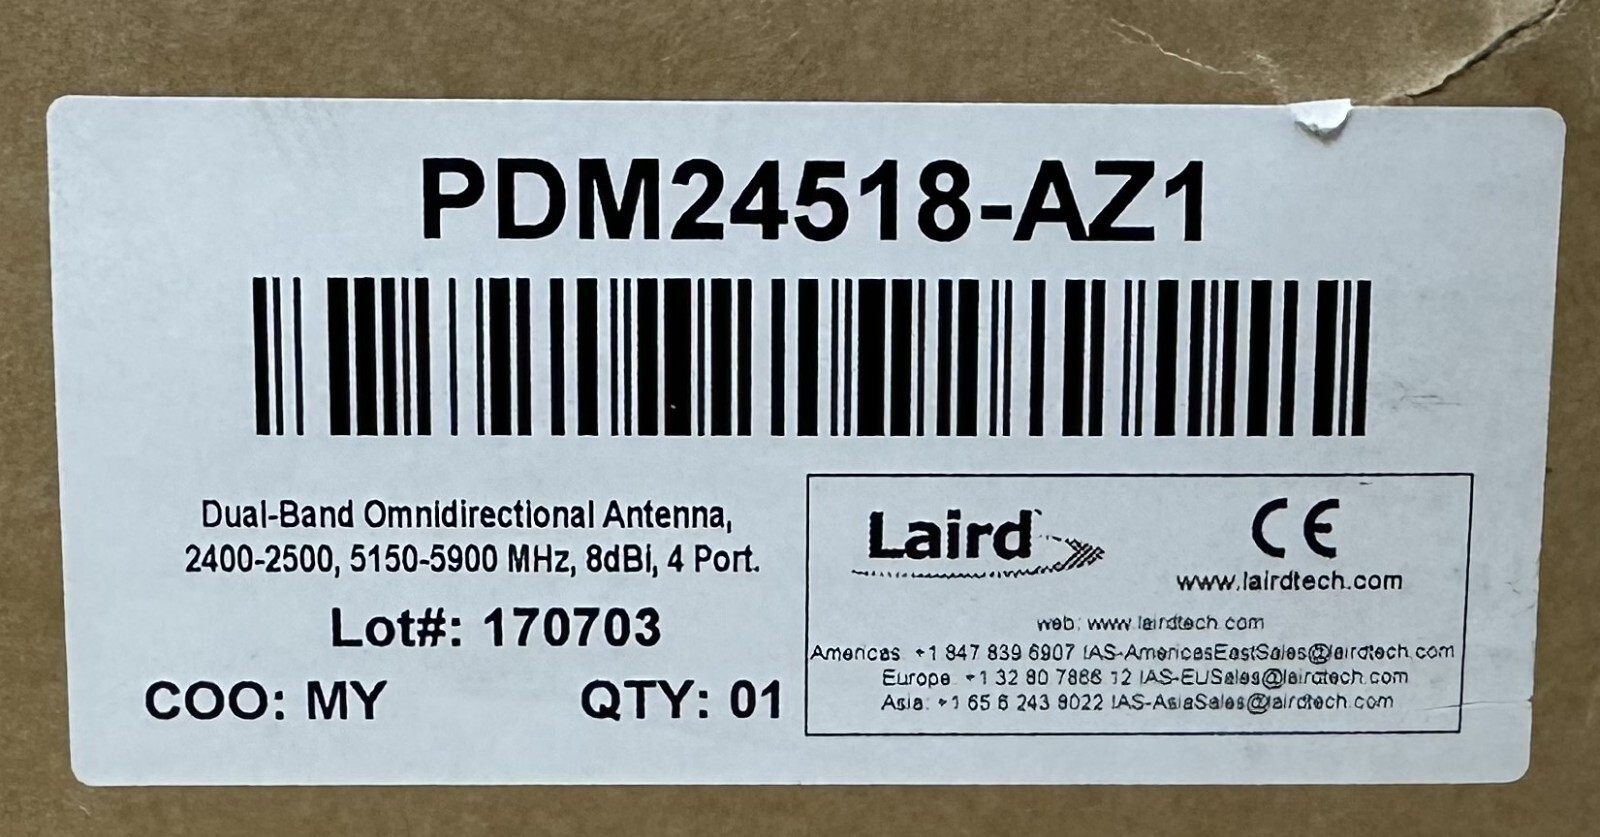 PDM24518-AZ1
Dual-Band Omnidirectional Antenna,
2400-2500, 5150-5900 MHz, 8dBi, 4 Port.
Lot#: 170703
COO: MY
QTY: 01
Laird
CE
www.lairdtech.com
web: www.lairdtech.com
Americas: +1 847 839 6907 IAS-AmericasEastSales@lairdtech.com
Europe: +1 32 80 7866 12 IAS-EUSales@lairdtech.com
Asia: +1 65 6 243 8022 IAS-AsiaSales@lairdtech.com